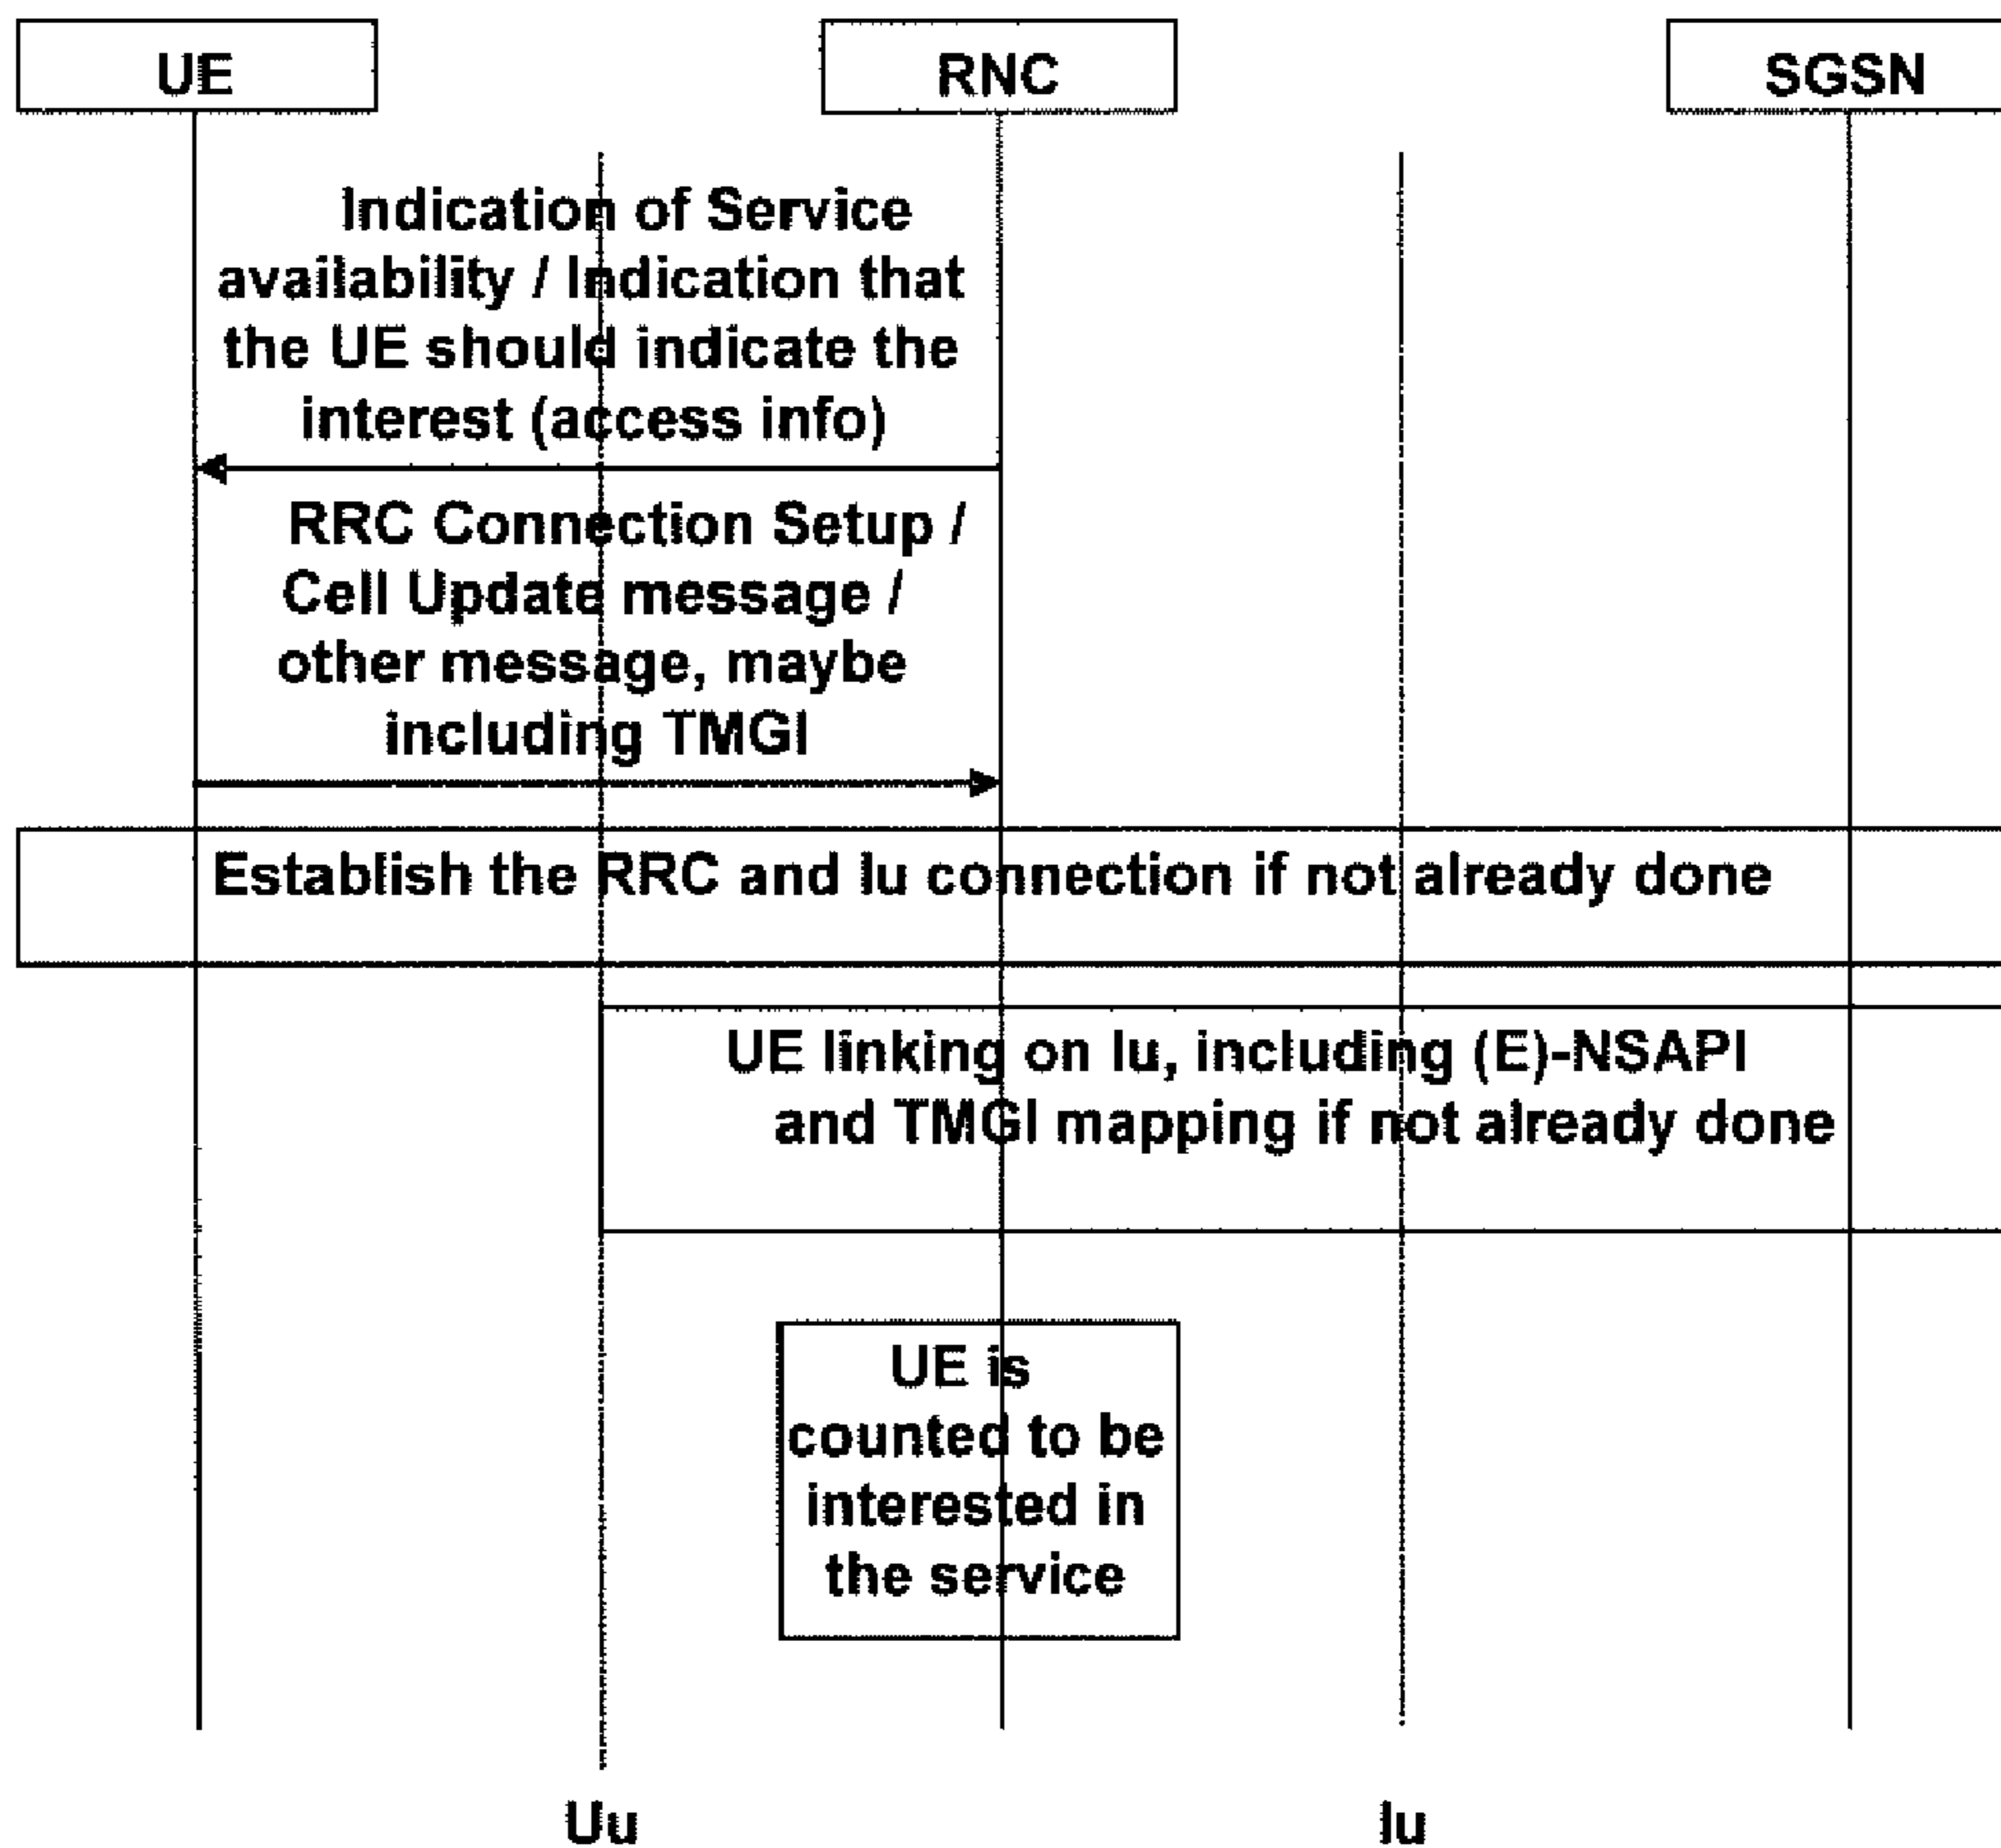 UE
RNC
SGSN
Indication of Service
availability / Indication that
the UE should indicate the
interest (access info)
RRC Connection Setup /
Cell Update message /
other message, maybe
including TMGI
Establish the RRC and Iu connection if not already done
UE linking on Iu, including (E)-NSAPI
and TMGI mapping if not already done
UE is
counted to be
interested in
the service
Uu
Iu